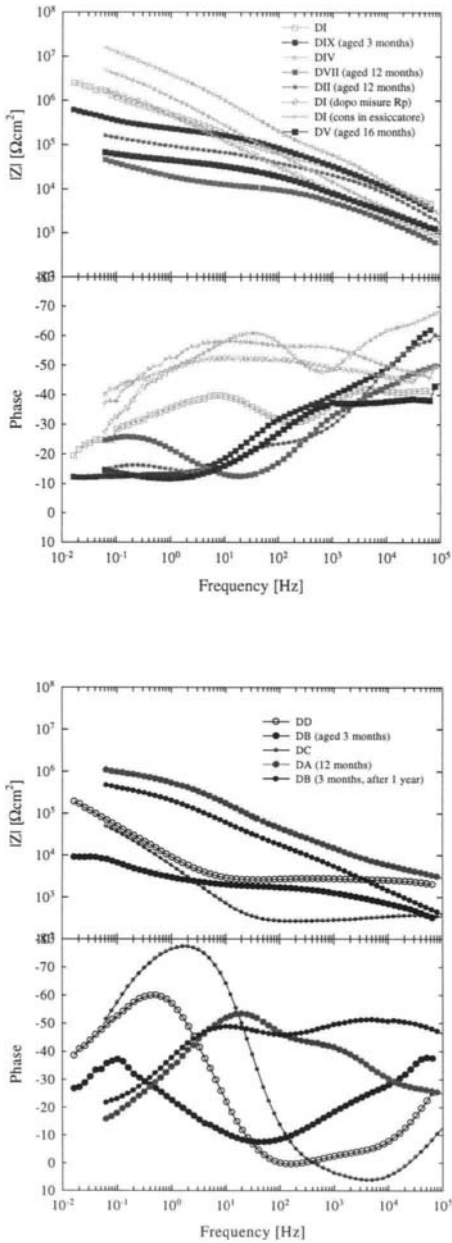 10^8
10^7
10^6
10^5
10^4
10^3
|Z| [Ωcm²]
DI
DIX (aged 3 months)
DIV
DVII (aged 12 months)
DII (aged 12 months)
DI (dopo misure Rp)
DI (cons in essiccatore)
DV (aged 16 months)
-70
-60
-50
-40
-30
-20
-10
0
10
Phase
10^-2 10^-1 10^0 10^1 10^2 10^3 10^4 10^5
Frequency [Hz]
10^8
10^7
10^6
10^5
10^4
10^3
|Z| [Ωcm²]
DD
DB (aged 3 months)
DC
DA (12 months)
DB (3 months, after 1 year)
-70
-60
-50
-40
-30
-20
-10
0
10
Phase
10^-2 10^-1 10^0 10^1 10^2 10^3 10^4 10^5
Frequency [Hz]